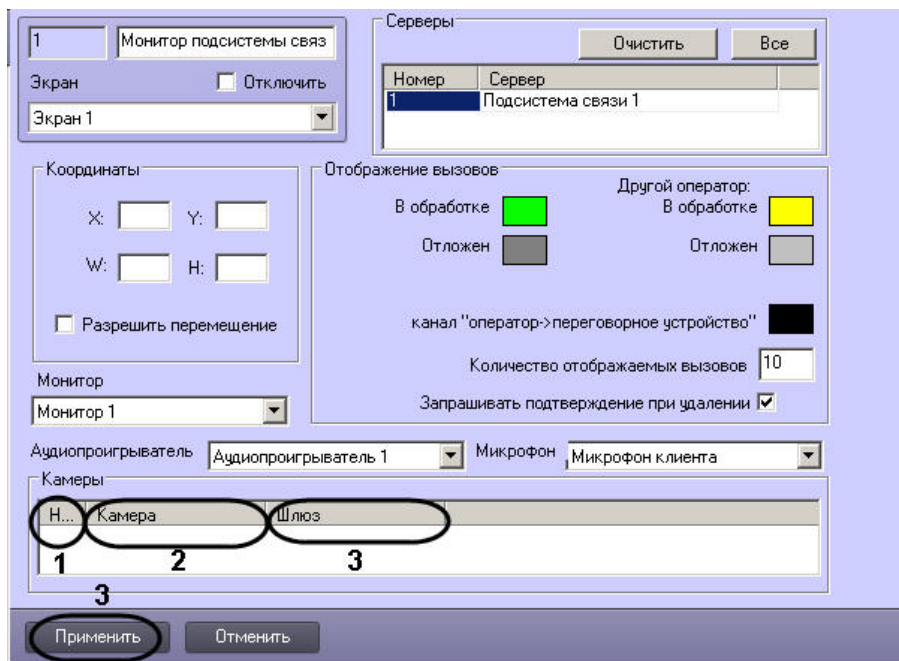 1 Монитор подсистемы связ
Экран Отключить
Экран 1
Серверы
Очистить Все
Номер Сервер
1 Подсистема связи 1
Координаты
X: Y:
W: H:
Разрешить перемещение
Отображение вызовов
Другой оператор:
В обработке В обработке
Отложен Отложен
канал "оператор->переговорное устройство"
Количество отображаемых вызовов 10
Запрашивать подтверждение при удалении
Монитор
Монитор 1
Аудиопроигрыватель Аудиопроигрыватель 1 Микрофон Микрофон клиента
Камеры
Н... Камера Шлюз
1 2 3
3
Применить Отменить